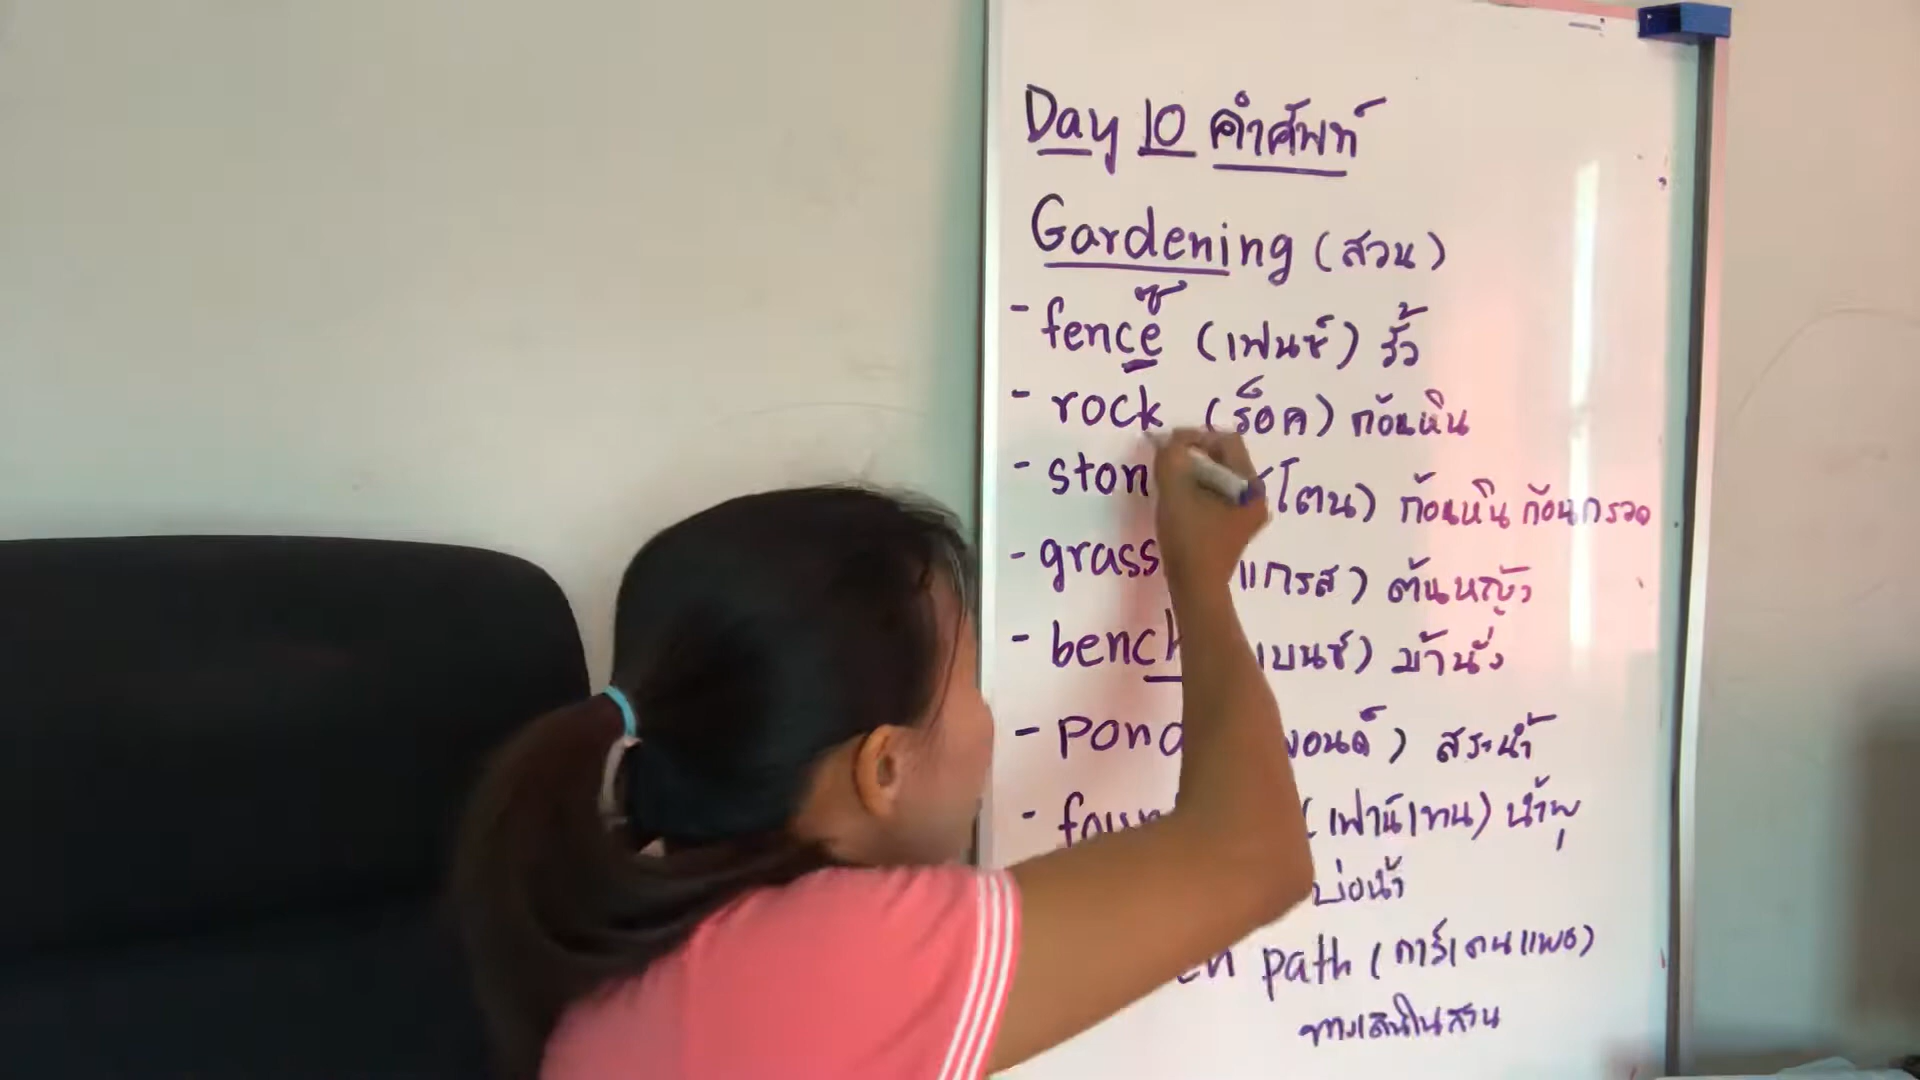 Day 10 คำศัพท์
Gardening (สวน)
ซ์
- fence (เฟนซ์) รั้ว
- rock (ร็อค) ก้อนหิน
- ston โตน) ก้อนหิน ก้อนกรวด
- grass แกรส) ต้นหญ้า
- bench เบนช์) ม้านั่ง
- pond พอนด์) สระน้ำ
- foun (เฟาน์เทน) น้ำพุ
บ่อน้ำ
en path (การ์เดนแพธ)
ทางเดินในสวน